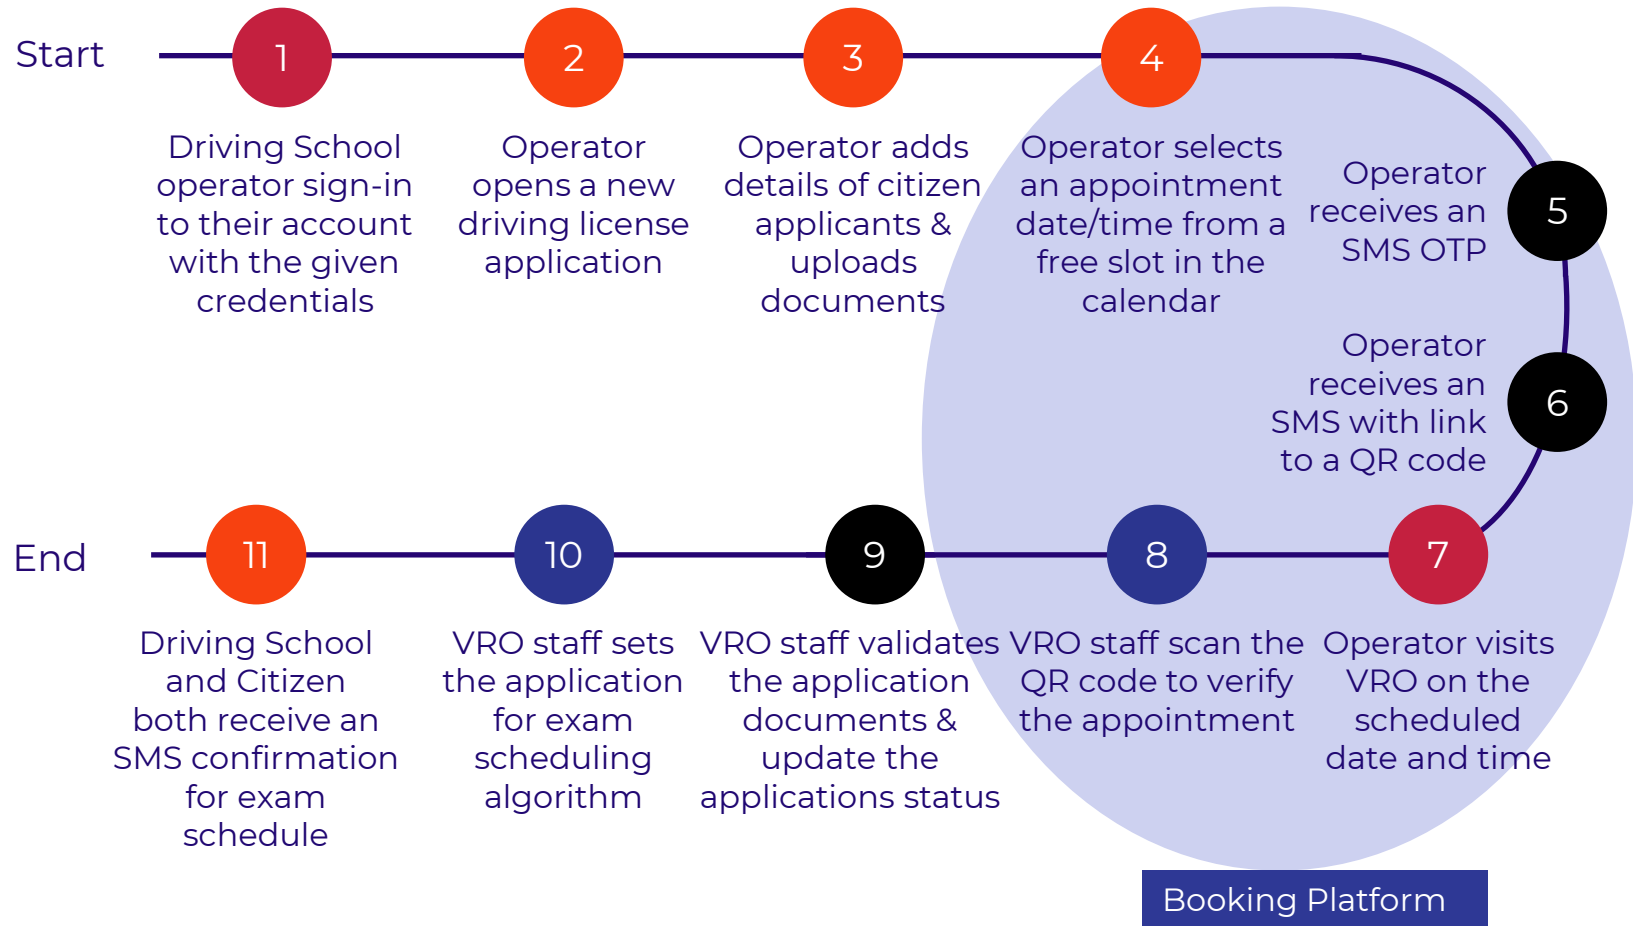 Start
1
Driving School
operator sign-in
to their account
with the given
credentials
2
Operator
opens a new
driving license
application
3
Operator adds
details of citizen
applicants &
uploads
documents
4
Operator selects
an appointment
date/time from a
free slot in the
calendar
5
Operator
receives an
SMS OTP
6
Operator
receives an
SMS with link
to a QR code
7
Operator visits
VRO on the
scheduled
date and time
8
VRO staff scan the
QR code to verify
the appointment
9
VRO staff validates
the application
documents &
update the
applications status
10
VRO staff sets
the application
for exam
scheduling
algorithm
11
Driving School
and Citizen
both receive an
SMS confirmation
for exam
schedule
End
Booking Platform